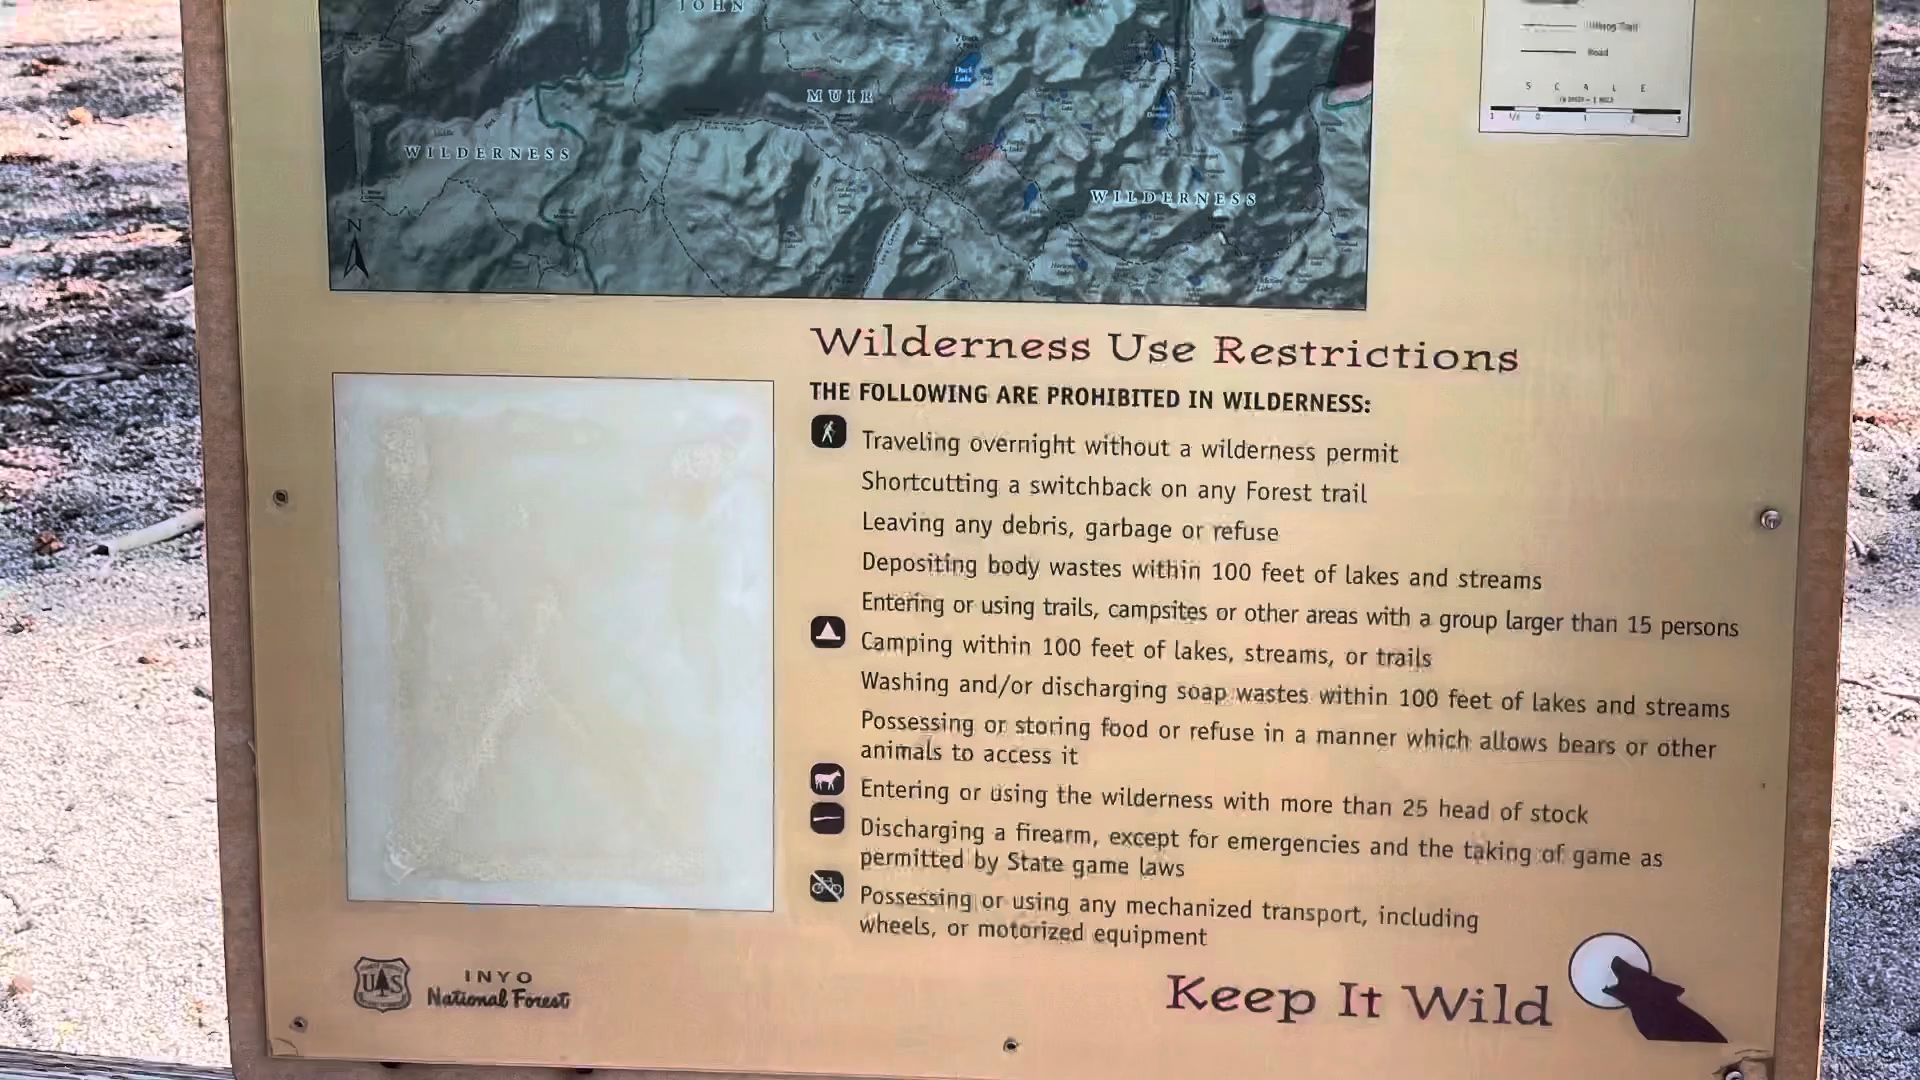 JOHN
MUIR
WILDERNESS
Duck
Lake
WILDERNESS
N
Road
SCALE
Wilderness Use Restrictions
THE FOLLOWING ARE PROHIBITED IN WILDERNESS:
Traveling overnight without a wilderness permit
Shortcutting a switchback on any Forest trail
Leaving any debris, garbage or refuse
Depositing body wastes within 100 feet of lakes and streams
Entering or using trails, campsites or other areas with a group larger than 15 persons
Camping within 100 feet of lakes, streams, or trails
Washing and/or discharging soap wastes within 100 feet of lakes and streams
Possessing or storing food or refuse in a manner which allows bears or other
animals to access it
Entering or using the wilderness with more than 25 head of stock
Discharging a firearm, except for emergencies and the taking of game as
permitted by State game laws
Possessing or using any mechanized transport, including
wheels, or motorized equipment
UAS
INYO
National Forest
Keep It Wild